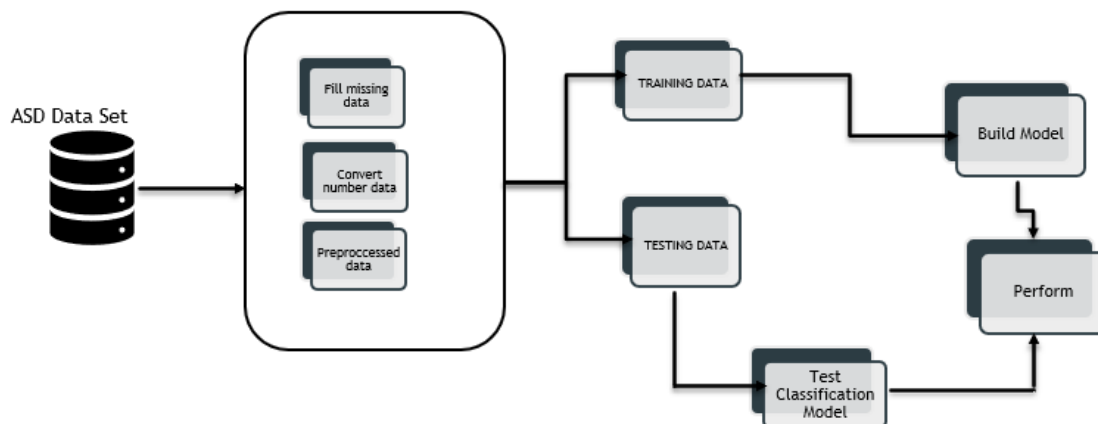 ASD Data Set
Fill missing
data
Convert
number data
Preproccessed
data
TRAINING DATA
TESTING DATA
Build Model
Perform
Test
Classification
Model